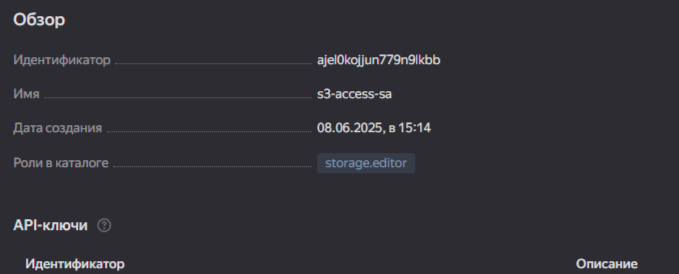 Обзор
Идентификатор ajel0kojjun779n9lkbb
Имя s3-access-sa
Дата создания 08.06.2025, в 15:14
Роли в каталоге storage.editor
API-ключи
Идентификатор Описание